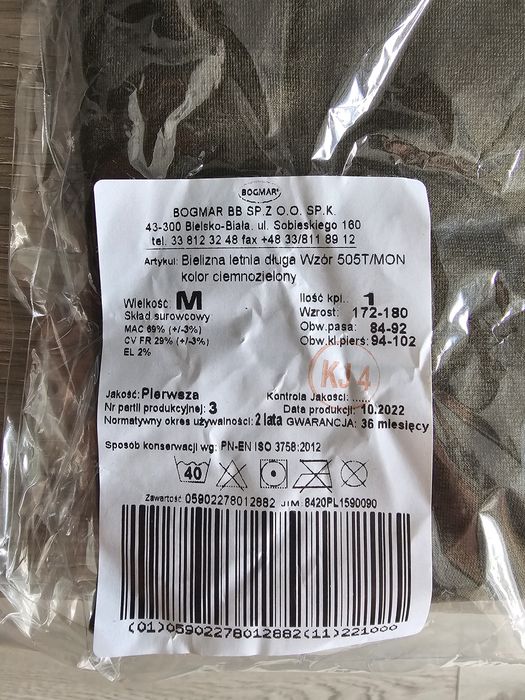 BOGMAR®
BOGMAR BB SP.Z O.O. SP.K.
43-300 Bielsko-Biała, ul. Sobieskiego 160
tel. 33 812 32 48 fax +48 33/811 89 12
Artykuł: Bielizna letnia długa Wzór 505T/MON
kolor ciemnozielony
Wielkość: M
Skład surowcowy
MAC 69% (+/-3%)
CV FR 29% (+/-3%)
EL 2%
Ilość kpl.: 1
Wzrost: 172-180
Obw.pasa: 84-92
Obw.kl.piers: 94-102
KJ 4
Jakość: Pierwsza
Kontrola Jakości: ......
Nr partii produkcyjnej: 3
Data produkcji: 10.2022
Normatywny okres używalności: 2 lata GWARANCJA: 36 miesięcy
Sposób konserwacji wg: PN-EN ISO 3758:2012
40
Zawartość 05902278012882 JIM 8420PL1590090
(01)05902278012882(11)221000